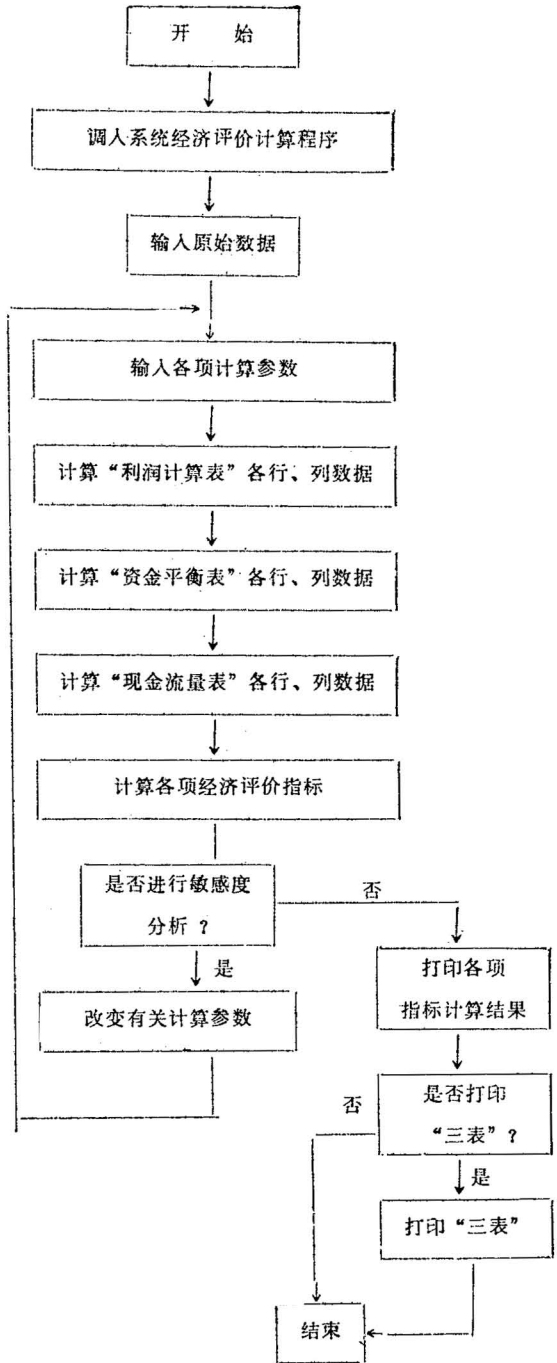 开 始
调人系统经济评价计算程序
输入原始数据
输入各项计算参数
计算“利润计算表”各行、列数据
计算“资金平衡表”各行、列数据
计算“现金流量表”各行、列数据
计算各项经济评价指标
是否进行敏感度
分析?
否
是
打印各项
指标计算结果
改变有关计算参数
否
是否打印
“三表”?
是
打印“三表”
结束